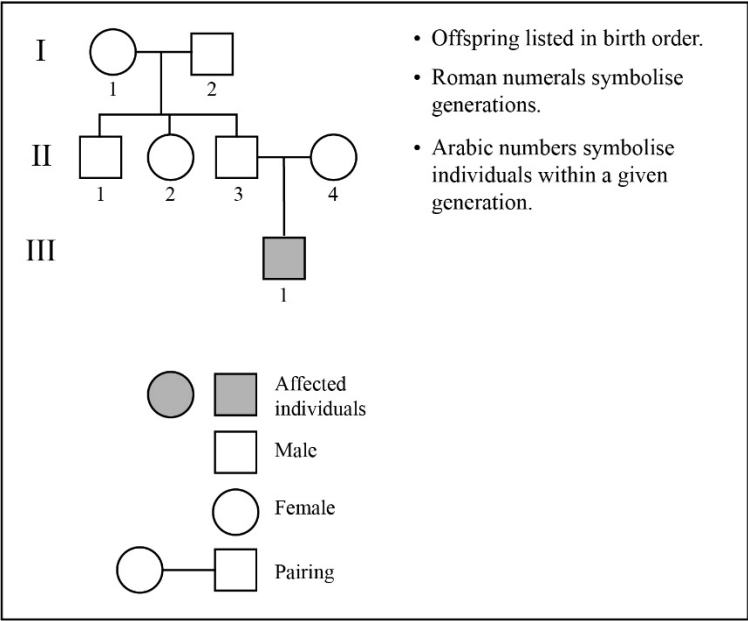 I
1
2
II
1
2
3
4
III
1
• Offspring listed in birth order.
• Roman numerals symbolise
generations.
• Arabic numbers symbolise
individuals within a given
generation.
Affected
individuals
Male
Female
Pairing